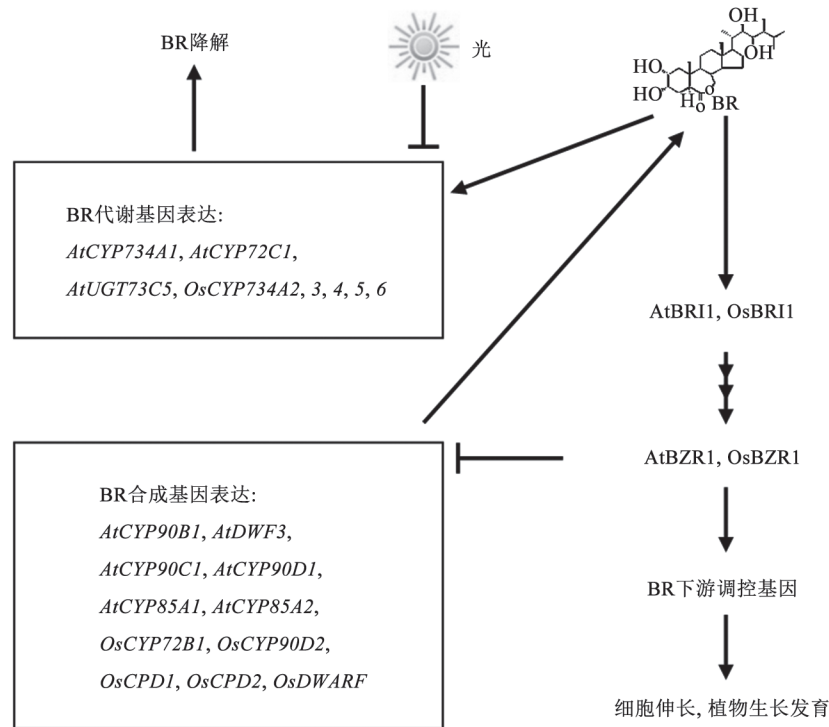 BR降解
光
OH
OH
HO
HO
H
O
O
BR
BR代谢基因表达:
AtCYP734A1, AtCYP72C1,
AtUGT73C5, OsCYP734A2, 3, 4, 5, 6
AtBRI1, OsBRI1
AtBZR1, OsBZR1
BR下游调控基因
细胞伸长, 植物生长发育
BR合成基因表达:
AtCYP90B1, AtDWF3,
AtCYP90C1, AtCYP90D1,
AtCYP85A1, AtCYP85A2,
OsCYP72B1, OsCYP90D2,
OsCPD1, OsCPD2, OsDWARF